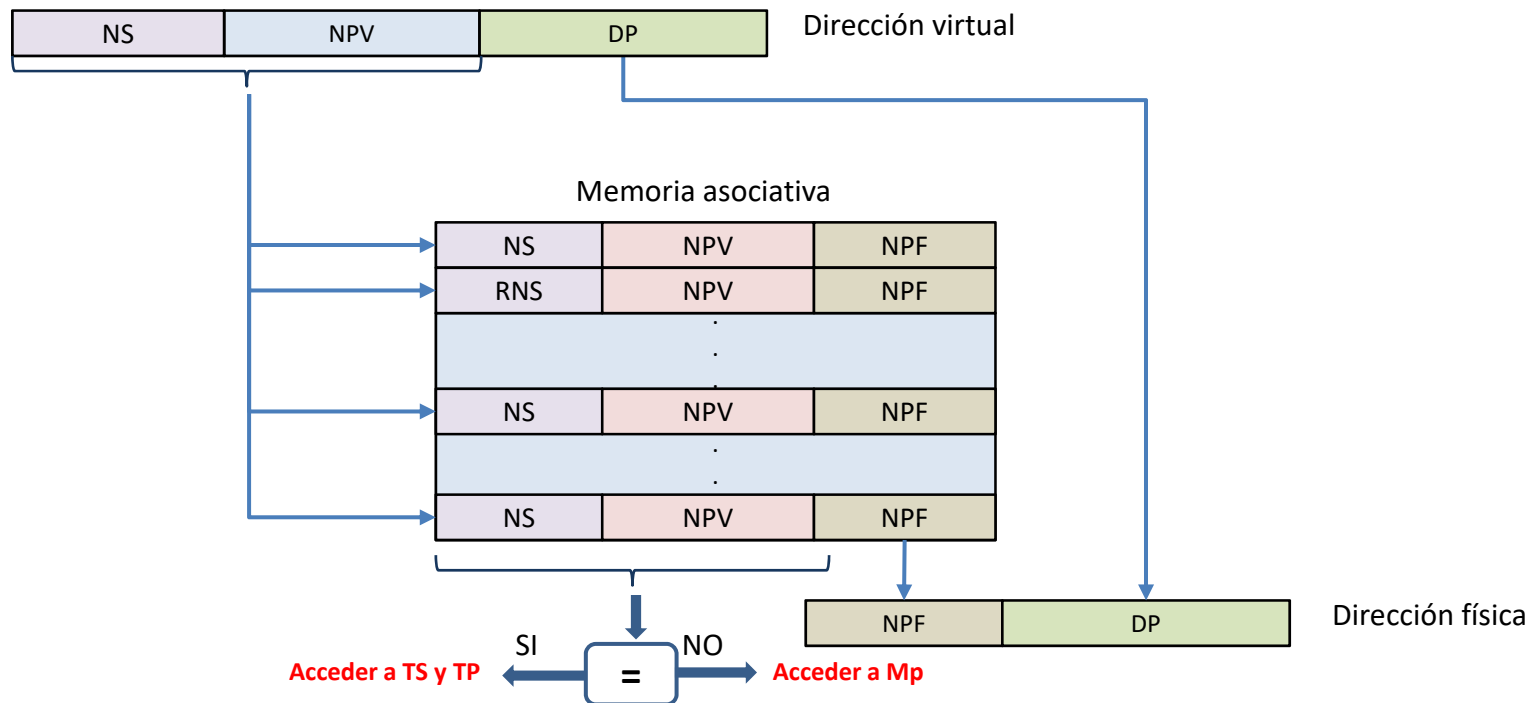 NS NPV DP Dirección virtual
Memoria asociativa
NS NPV NPF
RNS NPV NPF
.
.
.
NS NPV NPF
.
.
NS NPV NPF
NPF DP Dirección física
SI NO
Acceder a TS y TP = Acceder a Mp